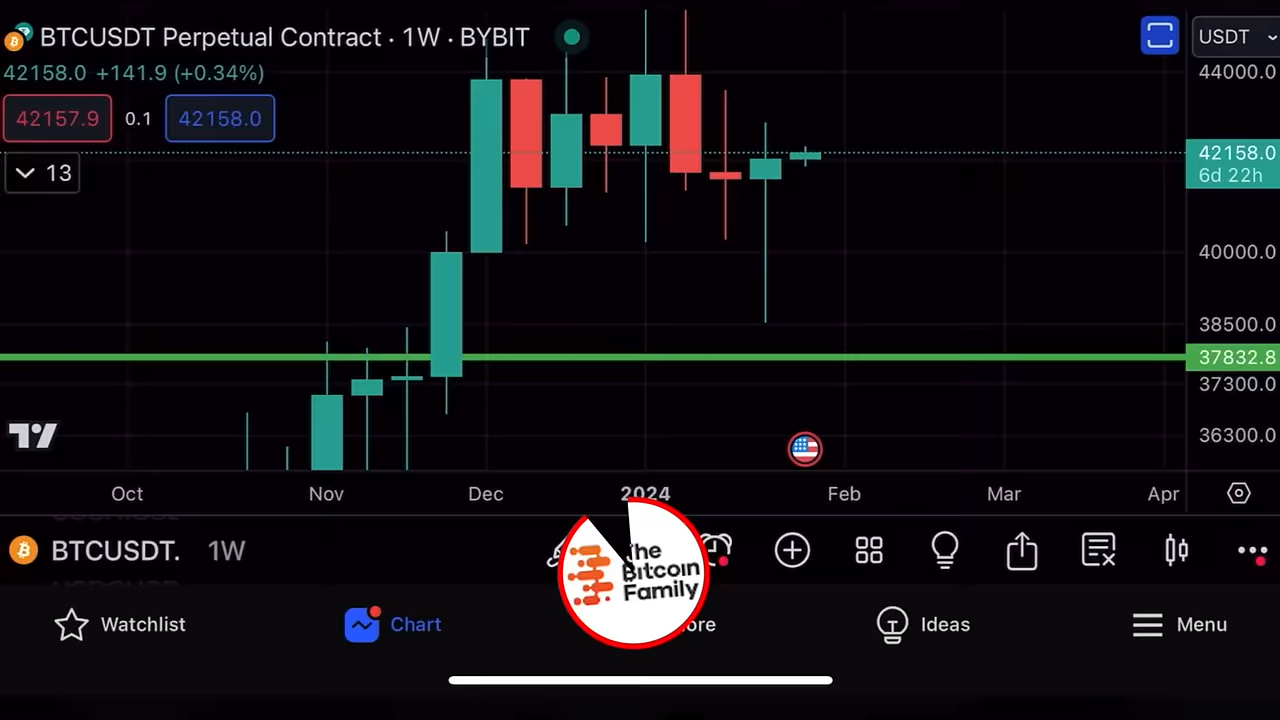 BTCUSDT Perpetual Contract · 1W · BYBIT
USDT
42158.0 +141.9 (+0.34%)
44000.0
42157.9 0.1 42158.0
42158.0
6d 22h
13
40000.0
38500.0
37832.8
37300.0
36300.0
Oct Nov Dec 2024 Feb Mar Apr
BTCUSDT. 1W
The
Bitcoin
Family
Watchlist Chart Ideas Menu